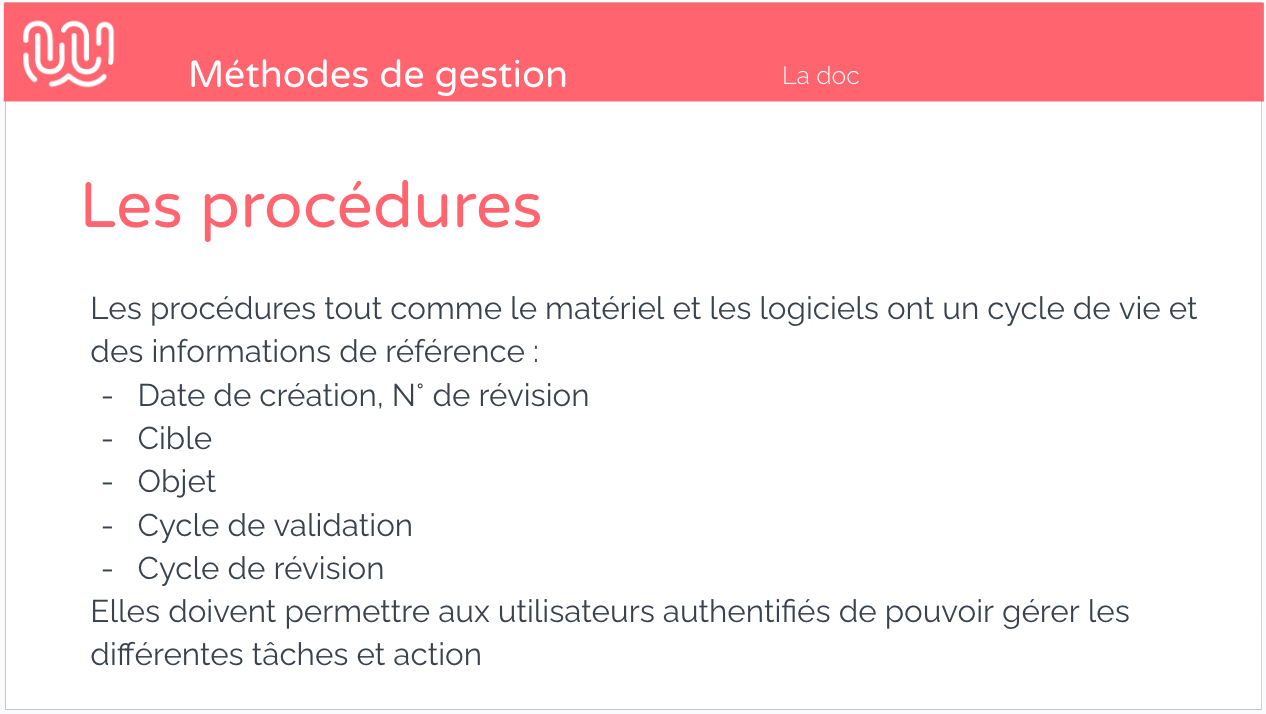 Méthodes de gestion
La doc
Les procédures
Les procédures tout comme le matériel et les logiciels ont un cycle de vie et
des informations de référence :
- Date de création, N° de révision
- Cible
- Objet
- Cycle de validation
- Cycle de révision
Elles doivent permettre aux utilisateurs authentifiés de pouvoir gérer les
différentes tâches et action